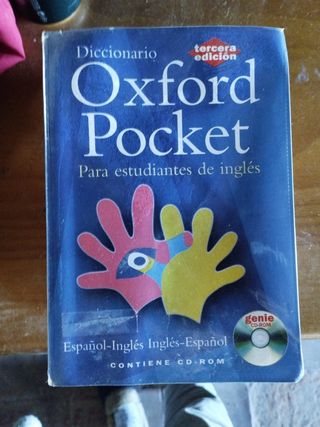 Diccionario
tercera
edición
Oxford
Pocket
Para estudiantes de inglés
Español-Inglés Inglés-Español
genie
CD-ROM
CONTIENE CD-ROM